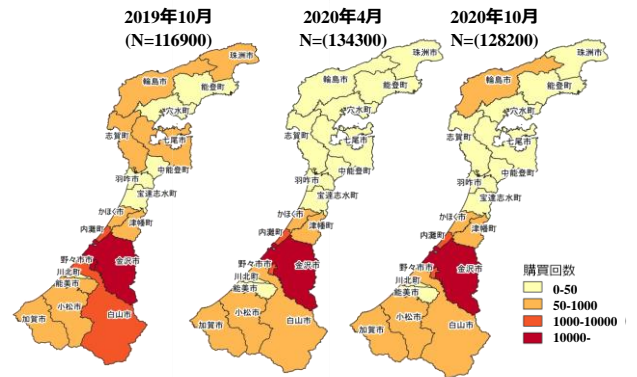 2019年10月
(N=116900)
珠洲市
輪島市
能登町
穴水町
志賀町
七尾市
中能登町
羽咋市
宝達志水町
かほく市
津幡町
内灘町
野々市市
金沢市
川北町
能美市
小松市
加賀市
白山市
2020年4月
N=(134300)
珠洲市
輪島市
能登町
穴水町
志賀町
七尾市
中能登町
羽咋市
宝達志水町
かほく市
津幡町
内灘町
野々市市
金沢市
川北町
能美市
小松市
加賀市
白山市
2020年10月
N=(128200)
珠洲市
輪島市
能登町
穴水町
志賀町
七尾市
中能登町
羽咋市
宝達志水町
かほく市
津幡町
内灘町
野々市市
金沢市
川北町
能美市
小松市
加賀市
白山市
購買回数
0-50
50-1000
1000-10000
10000-